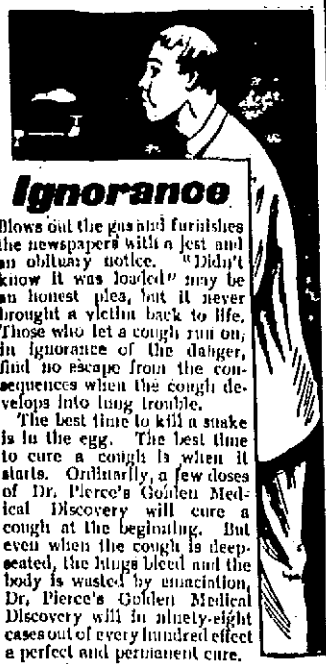 Ignorance
Blows out the gas and furnishes
the newspapers with a jest and
an obituary notice. "Didn't
know it was loaded" may be
an honest plea, but it never
brought a victim back to life.
Those who let a cough run on,
in ignorance of the danger,
find no escape from the con-
sequences when the cough de-
velops into lung trouble.
The best time to kill a snake
is in the egg. The best time
to cure a cough is when it
starts. Ordinarily, a few doses
of Dr. Pierce's Golden Med-
ical Discovery will cure a
cough at the beginning. But
even when the cough is deep-
seated, the lungs bleed and the
body is wasted by emaciation,
Dr. Pierce's Golden Medical
Discovery will in ninety-eight
cases out of every hundred effect
a perfect and permanent cure.